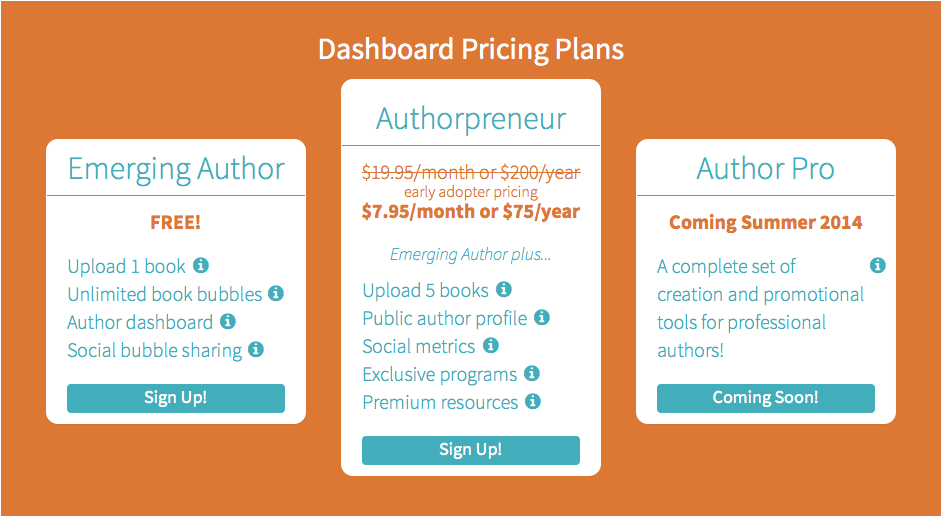 Dashboard Pricing Plans
Emerging Author
FREE!
Upload 1 book
Unlimited book bubbles
Author dashboard
Social bubble sharing
Sign Up!
Authorpreneur
$19.95/month or $200/year
early adopter pricing
$7.95/month or $75/year
Emerging Author plus...
Upload 5 books
Public author profile
Social metrics
Exclusive programs
Premium resources
Sign Up!
Author Pro
Coming Summer 2014
A complete set of
creation and promotional
tools for professional
authors!
Coming Soon!